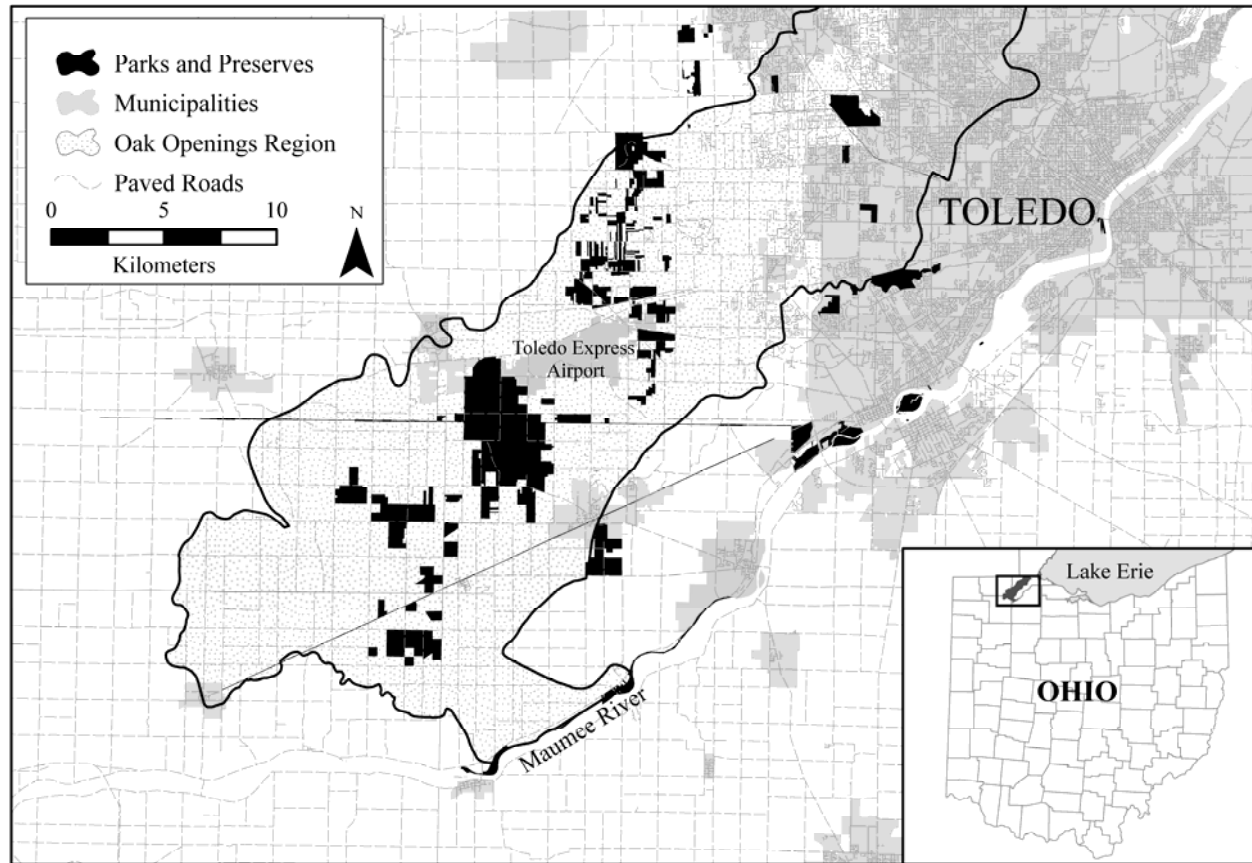 Parks and Preserves
Municipalities
Oak Openings Region
Paved Roads
0 5 10
Kilometers
N
TOLEDO
Toledo Express
Airport
Maumee River
Lake Erie
OHIO